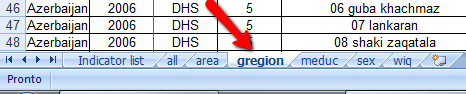 46 Azerbaijan 2006 DHS 5 06 guba khachmaz
47 Azerbaijan 2006 DHS 5 07 lankaran
48 Azerbaijan 2006 DHS 5 08 shaki zaqatala
Indicator list all area gregion meduc sex wiq
Pronto